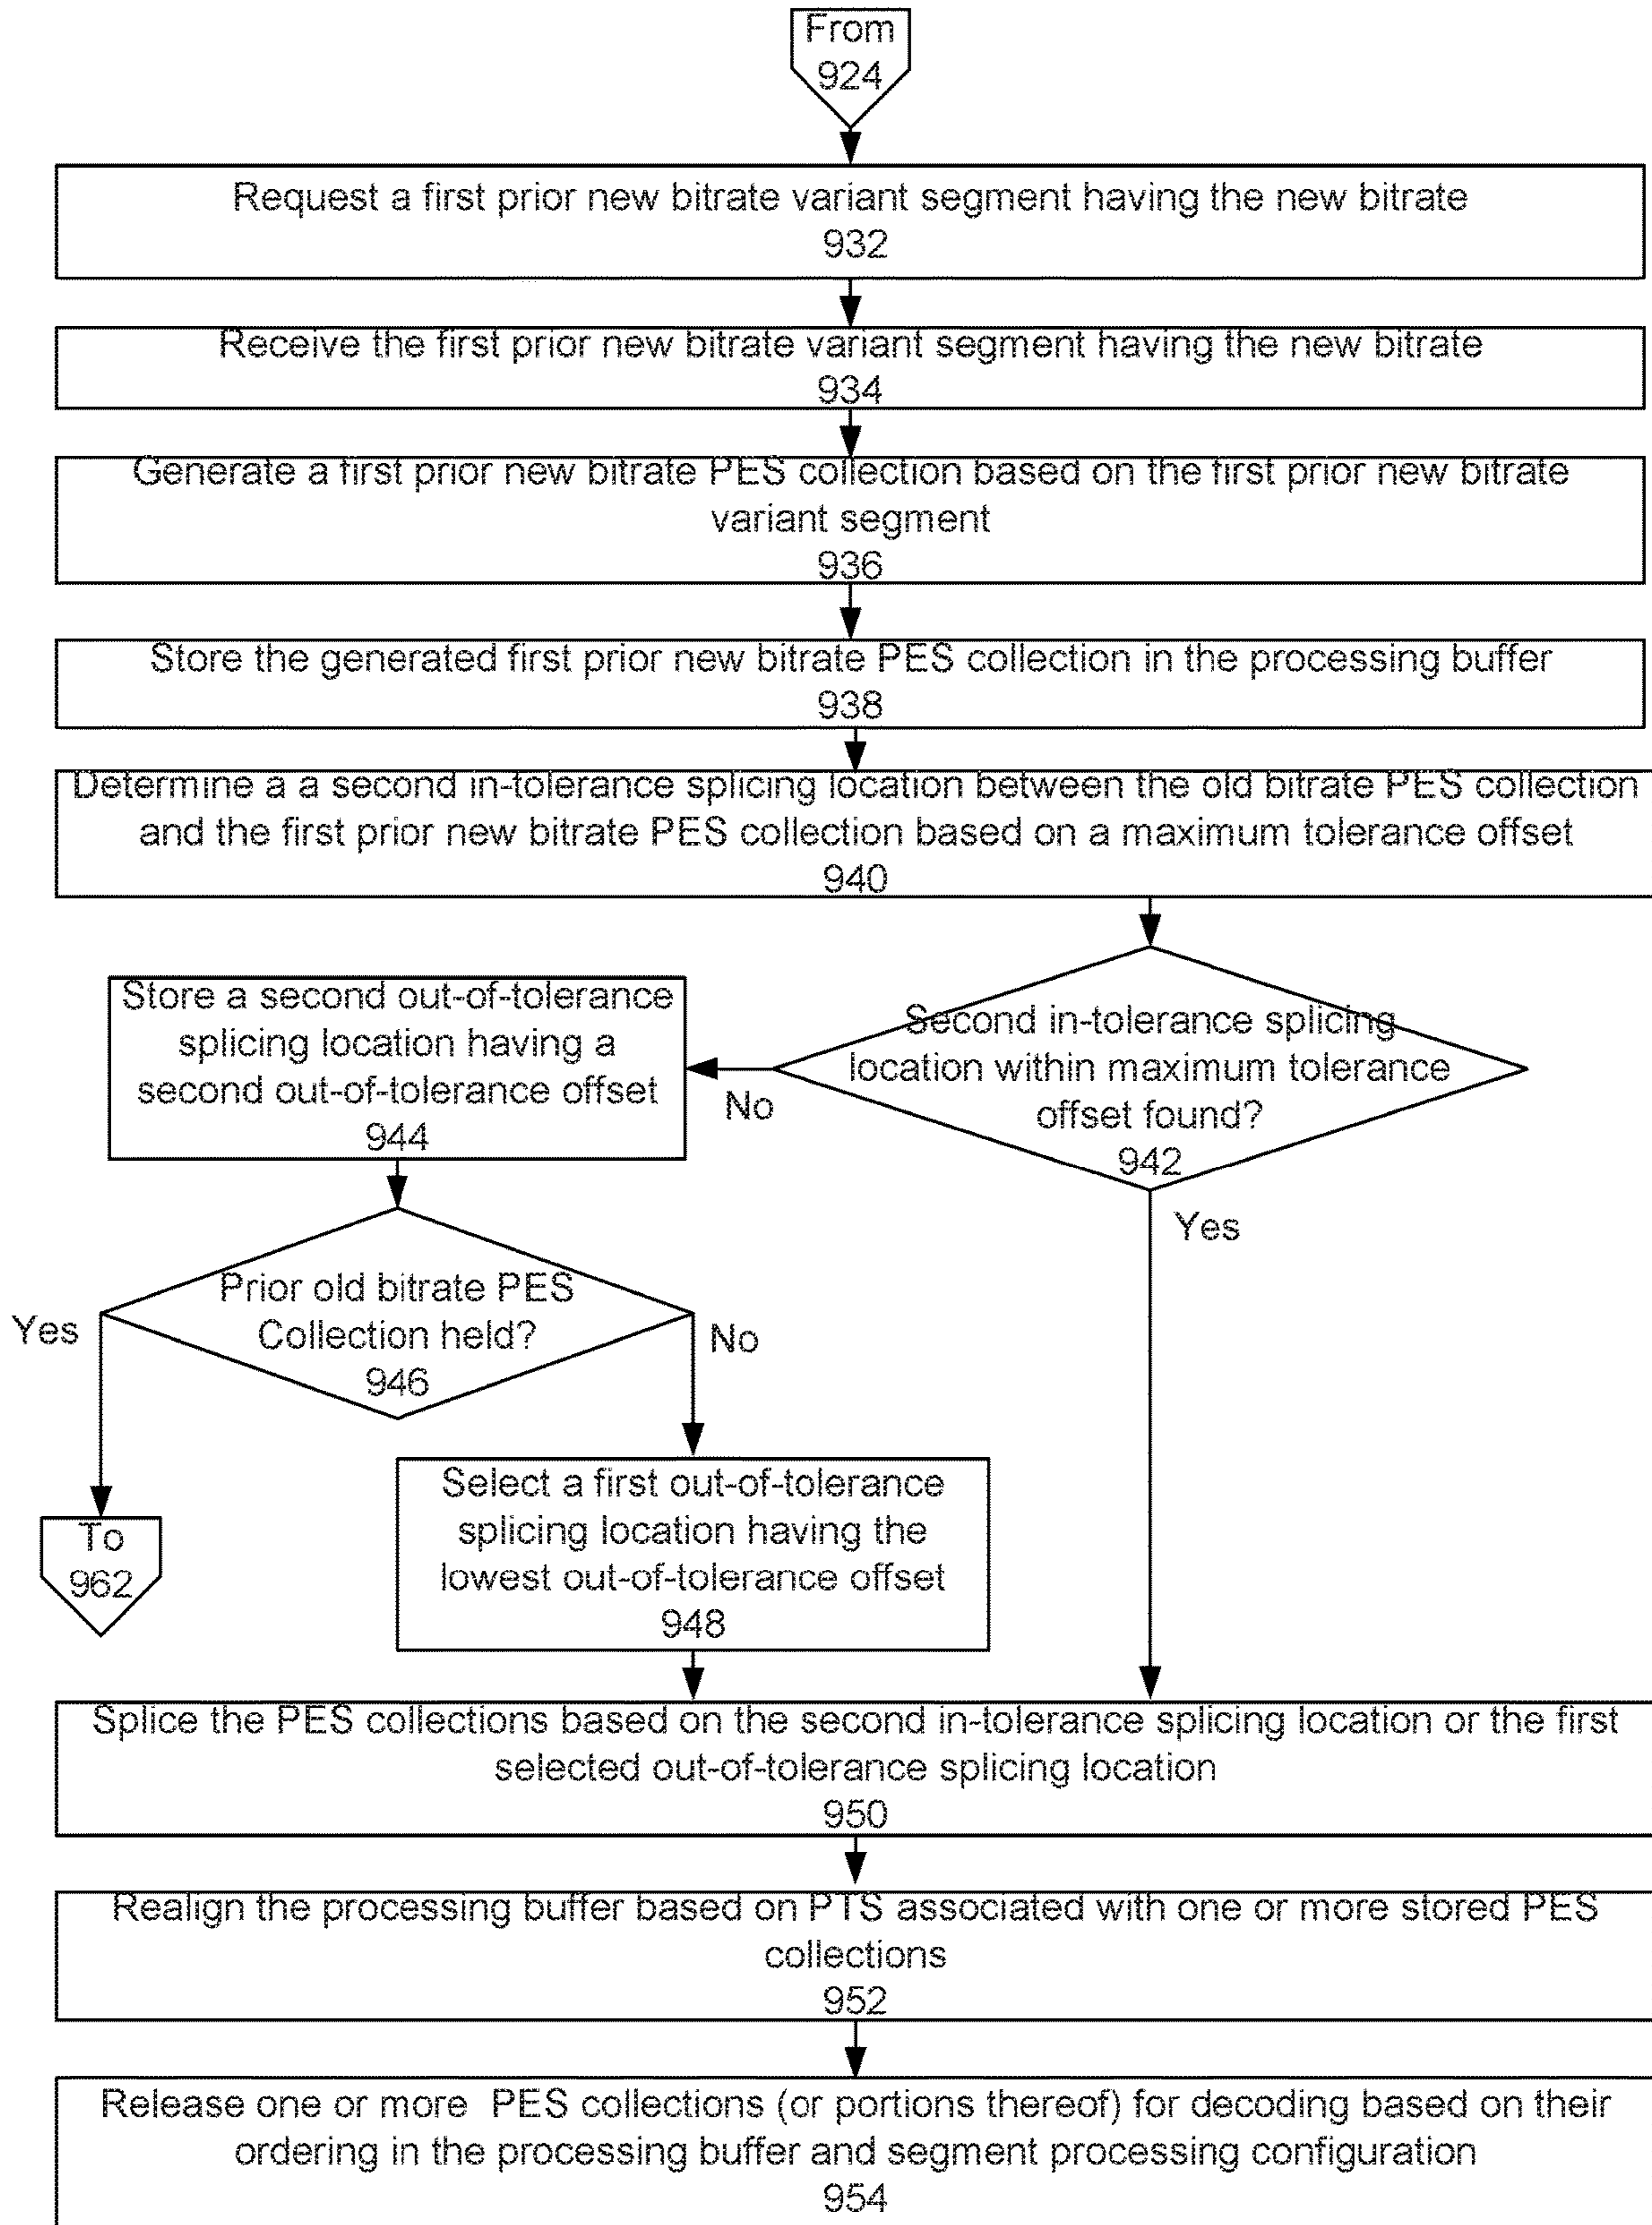 From
924
Request a first prior new bitrate variant segment having the new bitrate
932
Receive the first prior new bitrate variant segment having the new bitrate
934
Generate a first prior new bitrate PES collection based on the first prior new bitrate
variant segment
936
Store the generated first prior new bitrate PES collection in the processing buffer
938
Determine a a second in-tolerance splicing location between the old bitrate PES collection
and the first prior new bitrate PES collection based on a maximum tolerance offset
940
Second in-tolerance splicing
location within maximum tolerance
offset found?
942
No
Yes
Store a second out-of-tolerance
splicing location having a
second out-of-tolerance offset
944
Prior old bitrate PES
Collection held?
946
Yes
No
To
962
Select a first out-of-tolerance
splicing location having the
lowest out-of-tolerance offset
948
Splice the PES collections based on the second in-tolerance splicing location or the first
selected out-of-tolerance splicing location
950
Realign the processing buffer based on PTS associated with one or more stored PES
collections
952
Release one or more PES collections (or portions thereof) for decoding based on their
ordering in the processing buffer and segment processing configuration
954